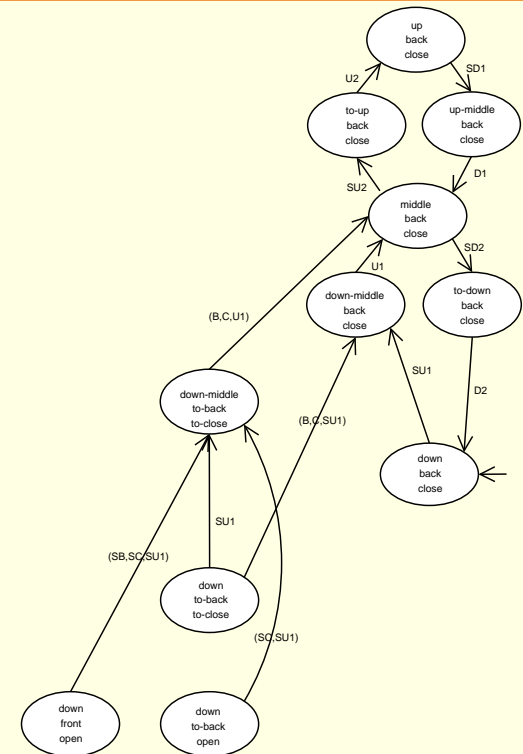 up
back
close
U2
SD1
to-up
back
close
up-middle
back
close
SU2
D1
middle
back
close
SD2
U1
down-middle
back
close
to-down
back
close
(B,C,U1)
SU1
D2
down-middle
to-back
to-close
(B,C,SU1)
down
back
close
SU1
(SB,SC,SU1)
down
to-back
to-close
(SC,SU1)
down
front
open
down
to-back
open